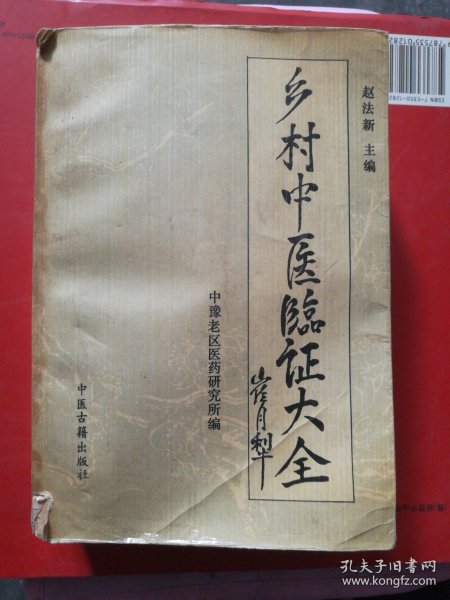 赵法新 主编
乡村中医臨证大全
崔月犁
中豫老区医药研究所编
中医古籍出版社
孔夫子旧书网
www.kongfz.com